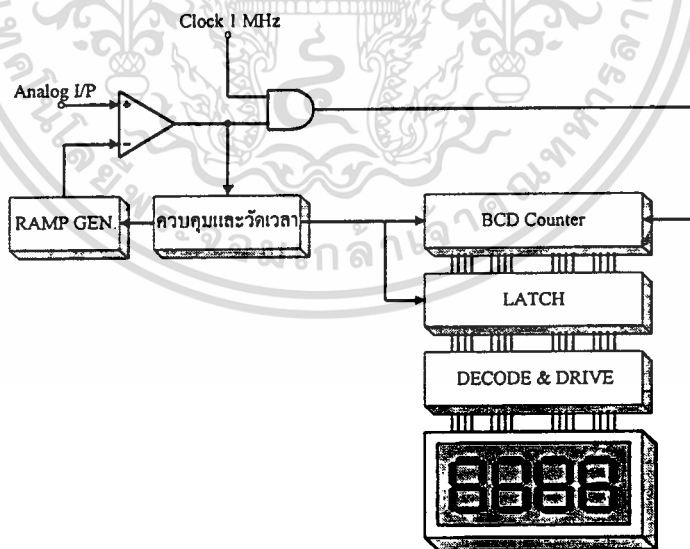 Clock 1 MHz
Analog I/P
RAMP GEN.
ควบคุมและวัดเวลา
BCD Counter
LATCH
DECODE & DRIVE